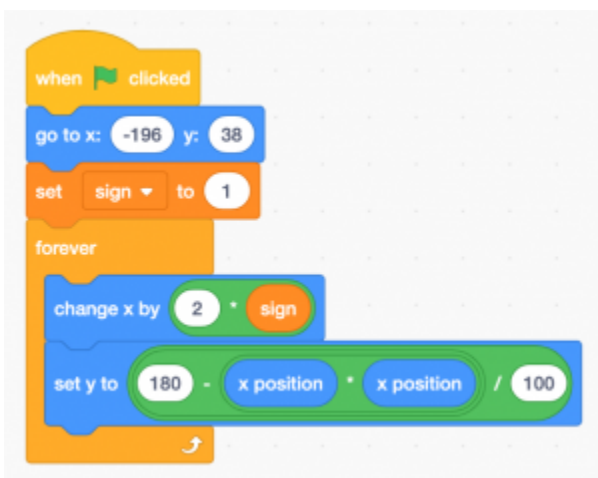 when clicked
go to x: -196 y: 38
set sign to 1
forever
change x by 2 * sign
set y to 180 - x position * x position / 100